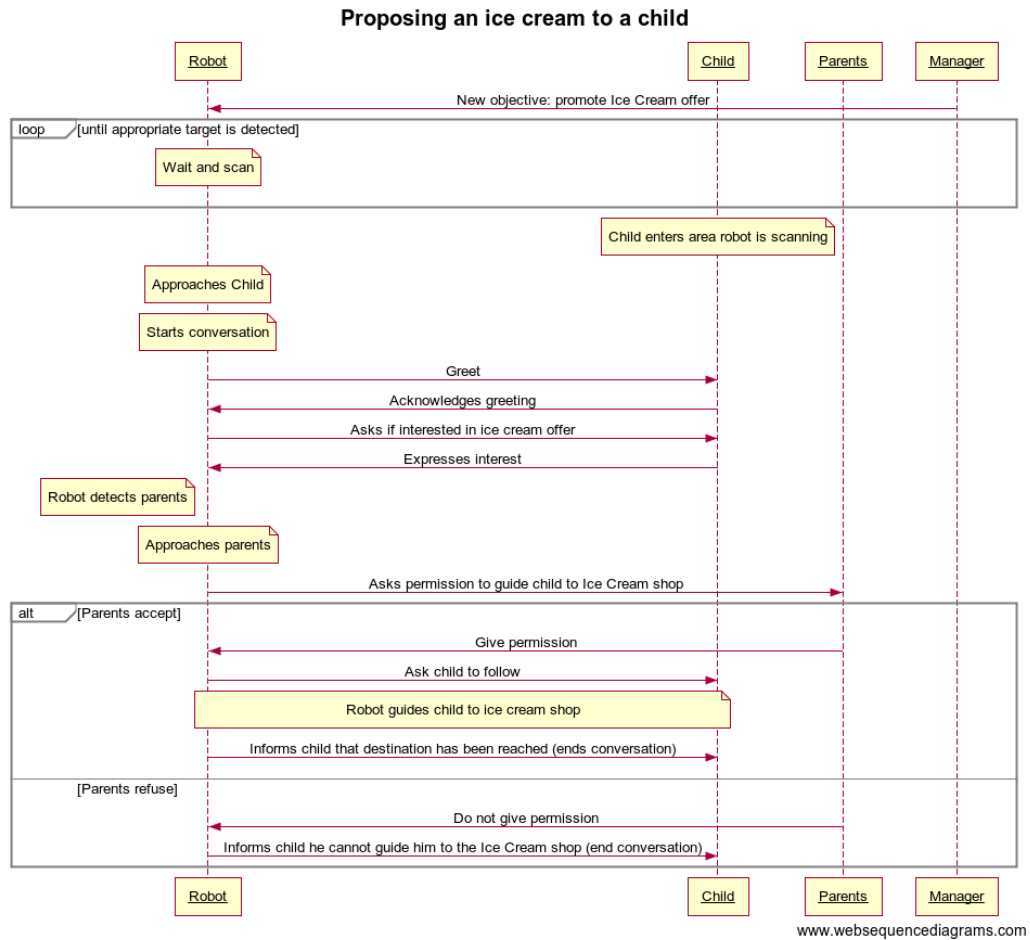 Proposing an ice cream to a child
Robot
Child
Parents
Manager
New objective: promote Ice Cream offer
loop
[until appropriate target is detected]
Wait and scan
Child enters area robot is scanning
Approaches Child
Starts conversation
Greet
Acknowledges greeting
Asks if interested in ice cream offer
Expresses interest
Robot detects parents
Approaches parents
Asks permission to guide child to Ice Cream shop
alt
[Parents accept]
Give permission
Ask child to follow
Robot guides child to ice cream shop
Informs child that destination has been reached (ends conversation)
[Parents refuse]
Do not give permission
Informs child he cannot guide him to the Ice Cream shop (end conversation)
Robot
Child
Parents
Manager
www.websequencediagrams.com